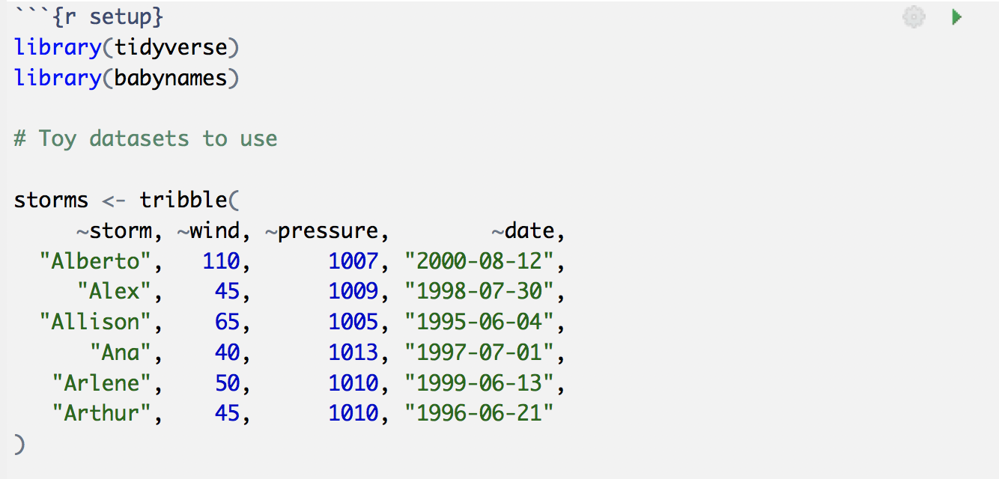 ```{r setup}
library(tidyverse)
library(babynames)
# Toy datasets to use
storms <- tribble(
~storm, ~wind, ~pressure, ~date,
"Alberto", 110, 1007, "2000-08-12",
"Alex", 45, 1009, "1998-07-30",
"Allison", 65, 1005, "1995-06-04",
"Ana", 40, 1013, "1997-07-01",
"Arlene", 50, 1010, "1999-06-13",
"Arthur", 45, 1010, "1996-06-21"
)